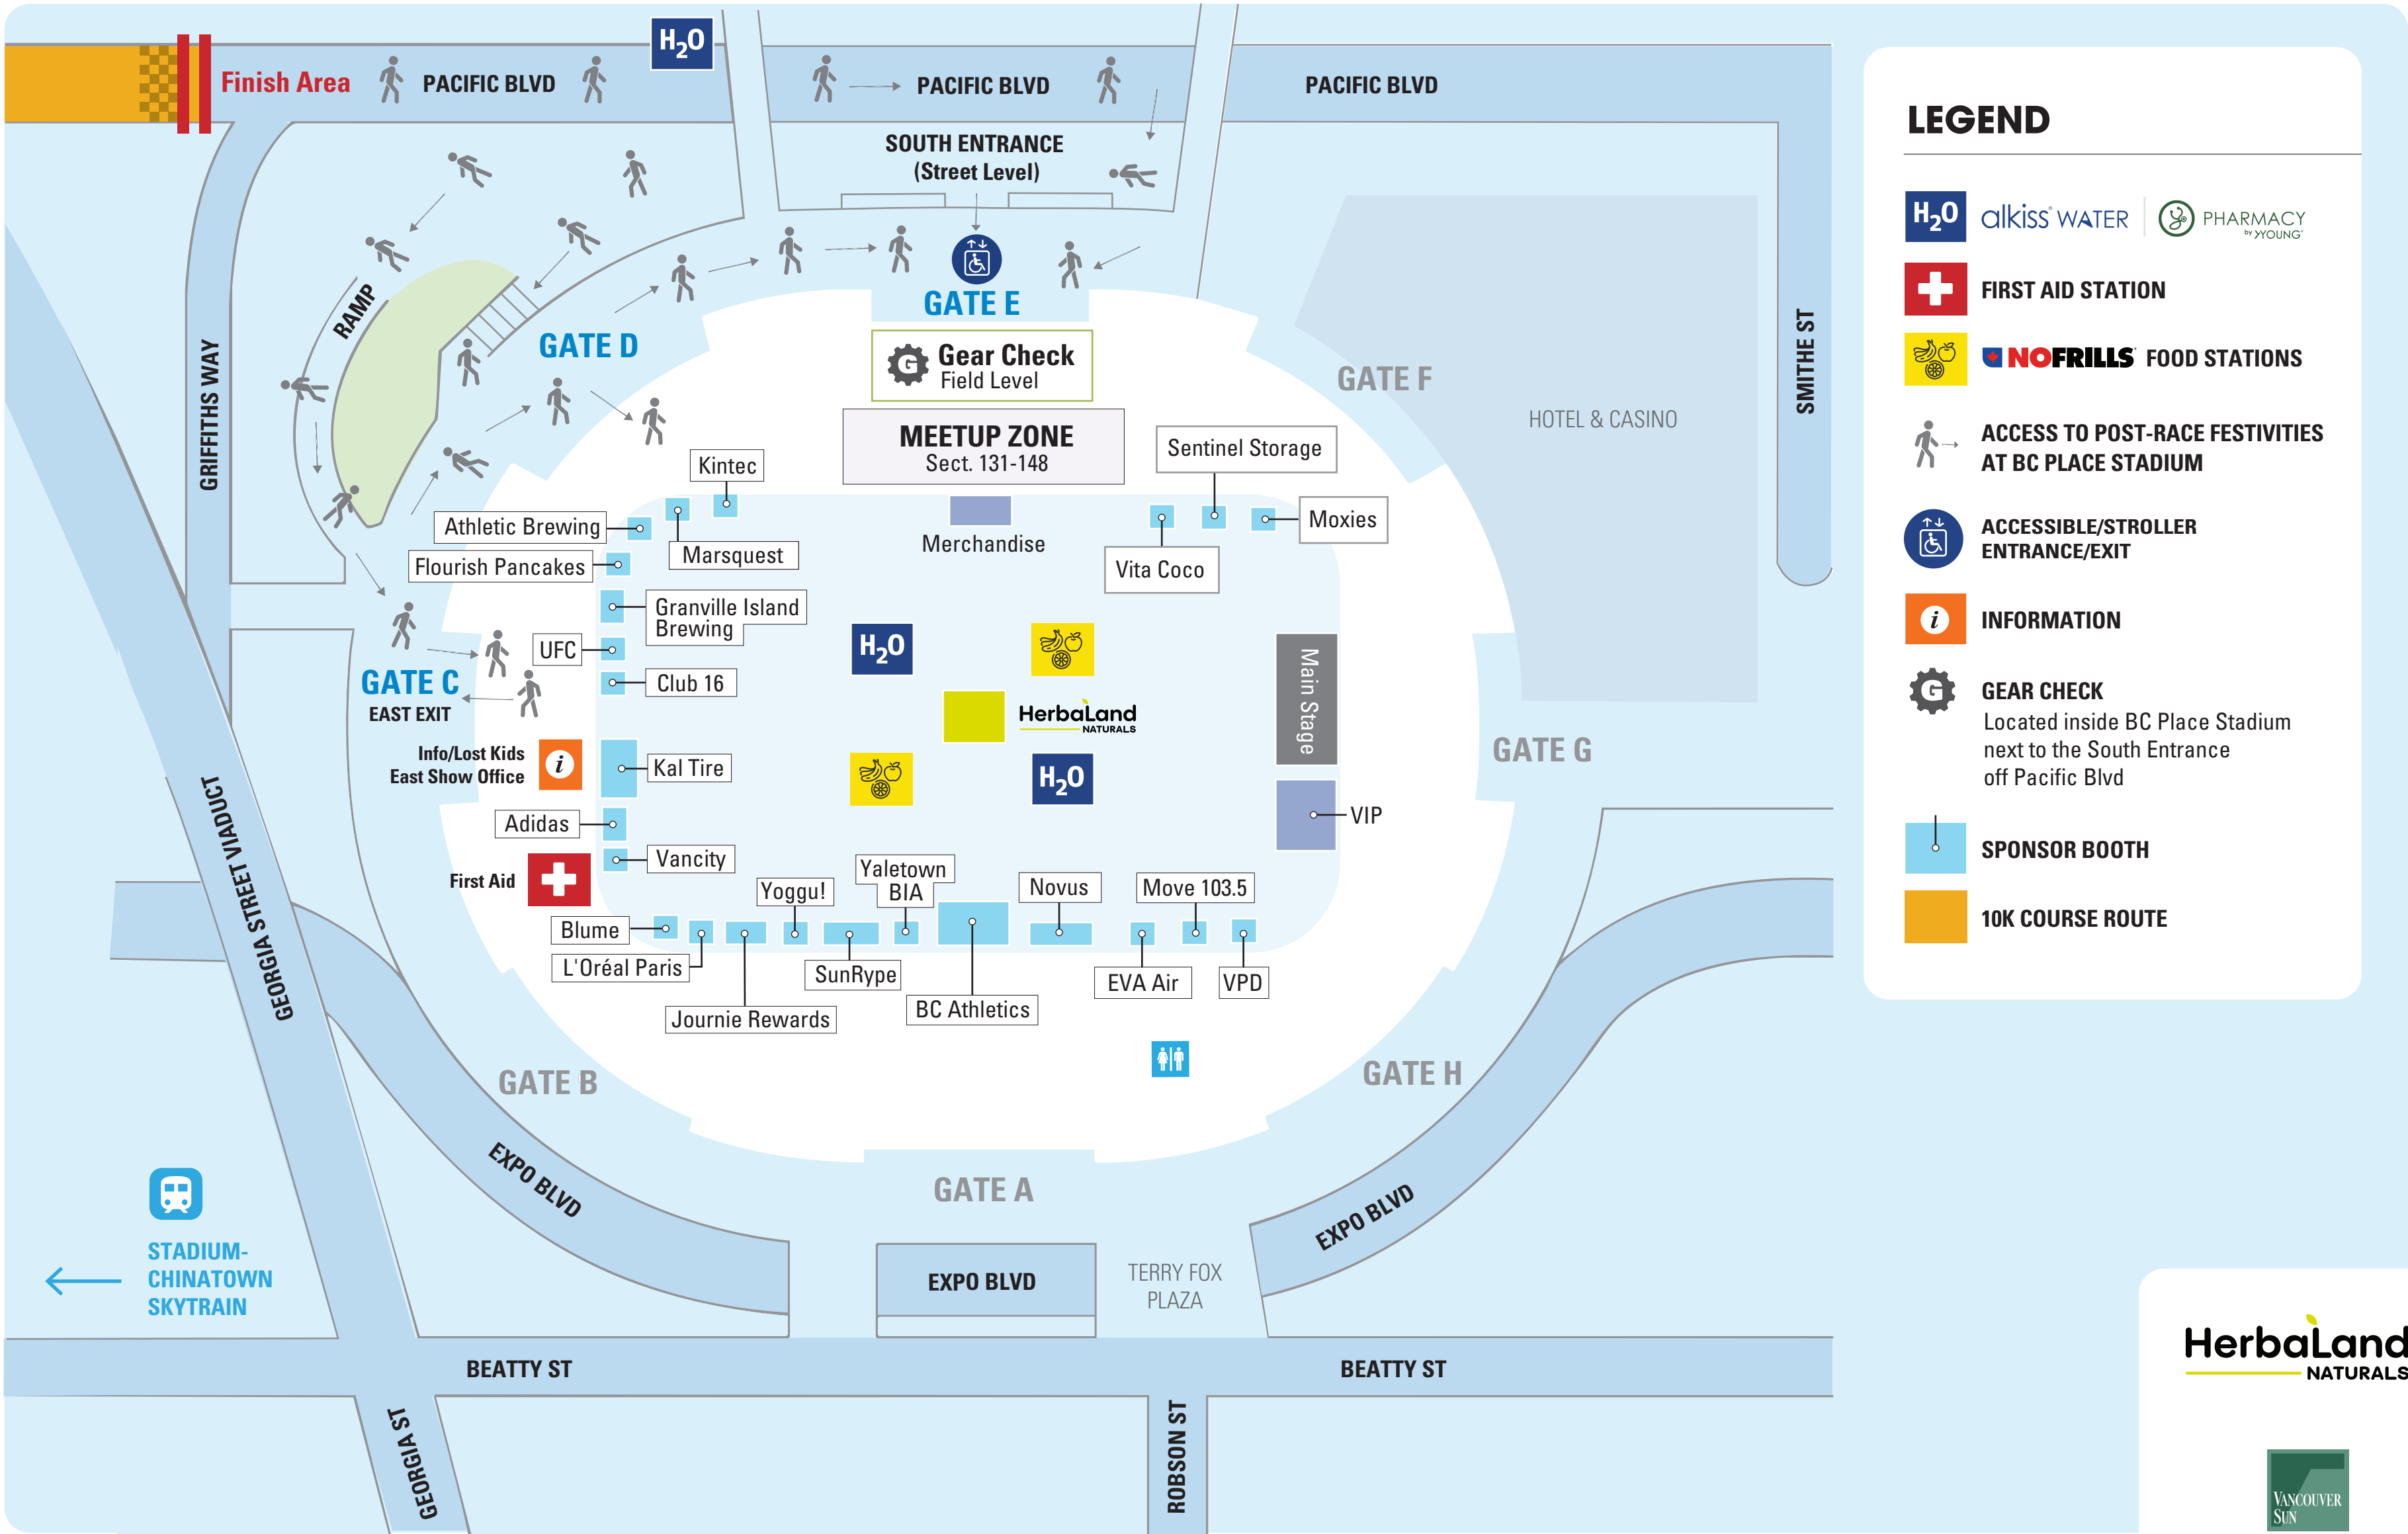 H2O
Finish Area
PACIFIC BLVD
PACIFIC BLVD
PACIFIC BLVD
SOUTH ENTRANCE
(Street Level)
GATE E
RAMP
GATE D
GRIFFITHS WAY
G
Gear Check
Field Level
MEETUP ZONE
Sect. 131-148
GATE F
HOTEL & CASINO
SMITHE ST
Kintec
Sentinel Storage
Athletic Brewing
Marsquest
Merchandise
Moxies
Flourish Pancakes
Vita Coco
Granville Island
Brewing
UFC
Club 16
H2O
Main Stage
GATE C
EAST EXIT
HerbaLand
NATURALS
GATE G
Info/Lost Kids
East Show Office
i
Kal Tire
H2O
VIP
Adidas
Vancity
First Aid
Yoggu!
Yaletown
BIA
Novus
Move 103.5
Blume
L'Oréal Paris
SunRype
EVA Air
VPD
Journie Rewards
BC Athletics
GEORGIA STREET VIADUCT
GATE B
GATE H
GATE A
EXPO BLVD
EXPO BLVD
EXPO BLVD
TERRY FOX
PLAZA
STADIUM-
CHINATOWN
SKYTRAIN
BEATTY ST
BEATTY ST
GEORGIA ST
ROBSON ST
LEGEND
H2O
alkiss® WATER
PHARMACY
by YYOUNG
FIRST AID STATION
NOFRILLS FOOD STATIONS
ACCESS TO POST-RACE FESTIVITIES
AT BC PLACE STADIUM
ACCESSIBLE/STROLLER
ENTRANCE/EXIT
i
INFORMATION
G
GEAR CHECK
Located inside BC Place Stadium
next to the South Entrance
off Pacific Blvd
SPONSOR BOOTH
10K COURSE ROUTE
HerbaLand
NATURALS
VANCOUVER
SUN